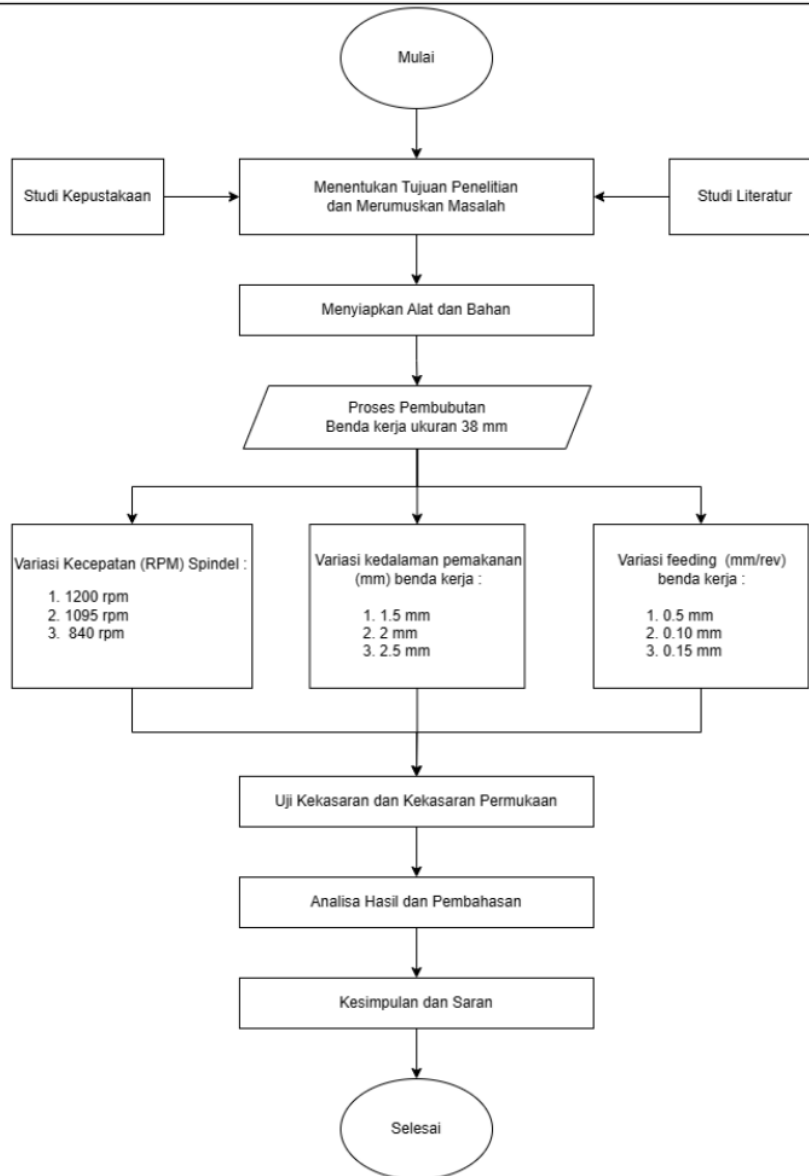 Mulai
Studi Kepustakaan
Menentukan Tujuan Penelitian
dan Merumuskan Masalah
Studi Literatur
Menyiapkan Alat dan Bahan
Proses Pembubutan
Benda kerja ukuran 38 mm
Variasi Kecepatan (RPM) Spindel :
1. 1200 rpm
2. 1095 rpm
3. 840 rpm
Variasi kedalaman pemakanan
(mm) benda kerja :
1. 1.5 mm
2. 2 mm
3. 2.5 mm
Variasi feeding (mm/rev)
benda kerja :
1. 0.5 mm
2. 0.10 mm
3. 0.15 mm
Uji Kekasaran dan Kekasaran Permukaan
Analisa Hasil dan Pembahasan
Kesimpulan dan Saran
Selesai